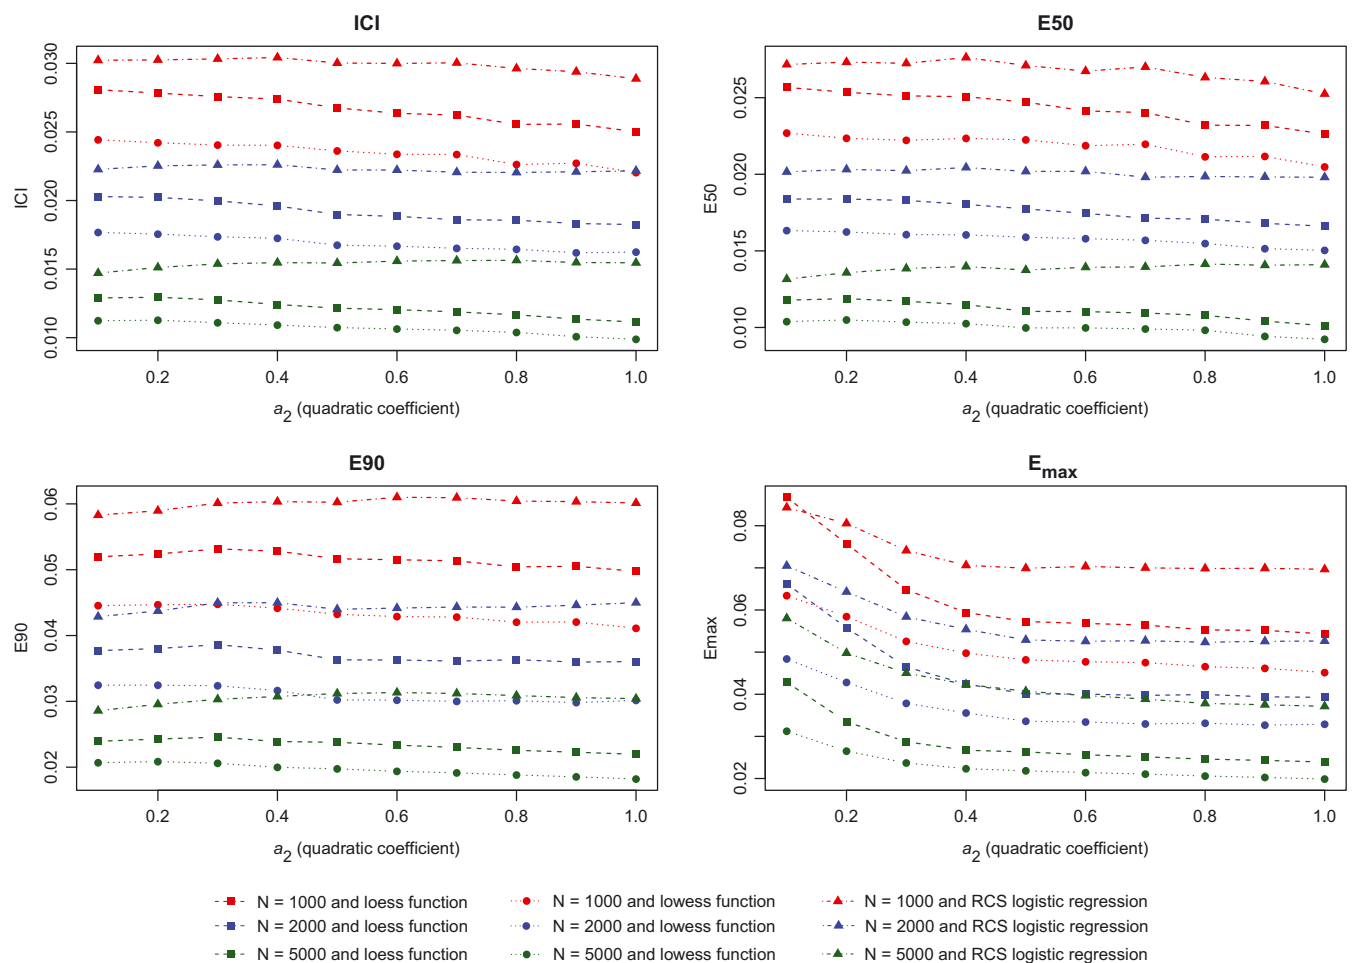 ICI
E50
0.030
0.025
0.020
0.015
0.010
ICI
0.2 0.4 0.6 0.8 1.0
a2 (quadratic coefficient)
0.025
0.020
0.015
0.010
E50
0.2 0.4 0.6 0.8 1.0
a2 (quadratic coefficient)
E90
Emax
0.06
0.05
0.04
0.03
0.02
E90
0.2 0.4 0.6 0.8 1.0
a2 (quadratic coefficient)
0.08
0.06
0.04
0.02
Emax
0.2 0.4 0.6 0.8 1.0
a2 (quadratic coefficient)
N = 1000 and loess function N = 1000 and lowess function N = 1000 and RCS logistic regression
N = 2000 and loess function N = 2000 and lowess function N = 2000 and RCS logistic regression
N = 5000 and loess function N = 5000 and lowess function N = 5000 and RCS logistic regression